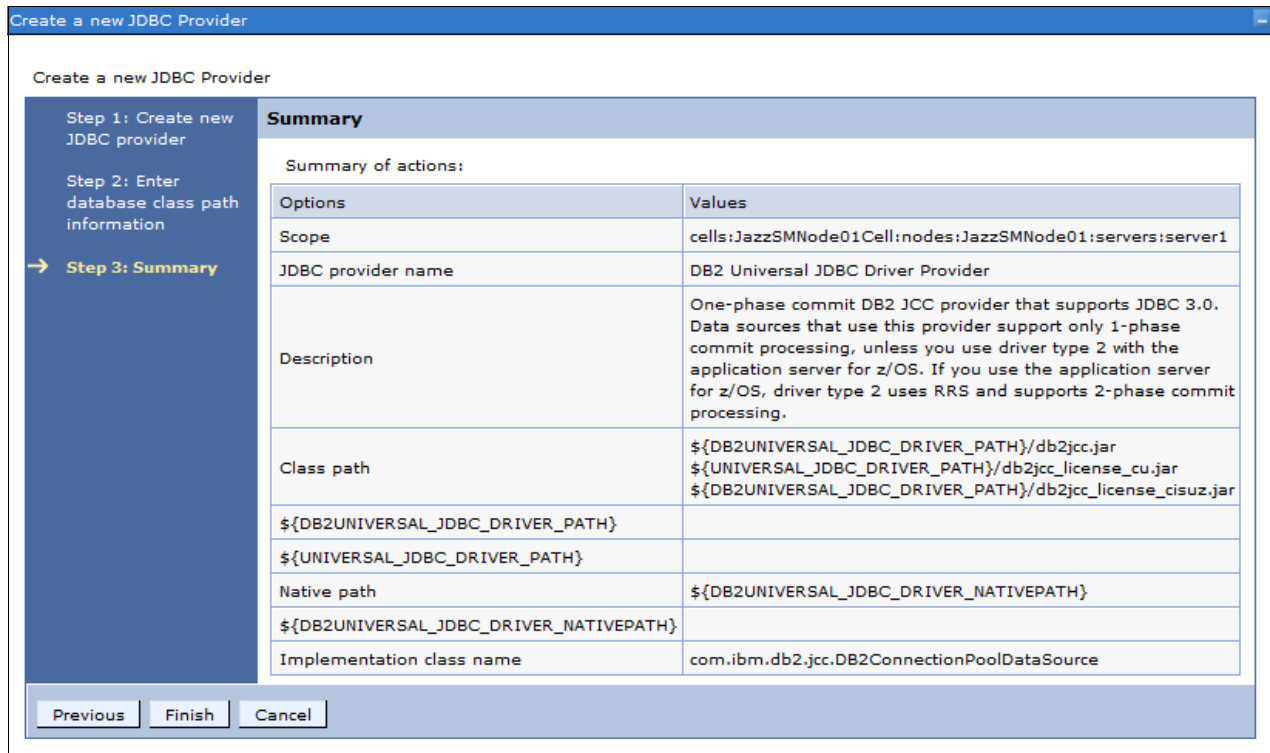 Create a new JDBC Provider
Create a new JDBC Provider
Step 1: Create new
JDBC provider
Step 2: Enter
database class path
information
Step 3: Summary
Summary
Summary of actions:
Options Values
Scope cells:JazzSMNode01Cell:nodes:JazzSMNode01:servers:server1
JDBC provider name DB2 Universal JDBC Driver Provider
Description
One-phase commit DB2 JCC provider that supports JDBC 3.0.
Data sources that use this provider support only 1-phase
commit processing, unless you use driver type 2 with the
application server for z/OS. If you use the application server
for z/OS, driver type 2 uses RRS and supports 2-phase commit
processing.
Class path
${DB2UNIVERSAL_JDBC_DRIVER_PATH}/db2jcc.jar
${UNIVERSAL_JDBC_DRIVER_PATH}/db2jcc_license_cu.jar
${DB2UNIVERSAL_JDBC_DRIVER_PATH}/db2jcc_license_cisuz.jar
${DB2UNIVERSAL_JDBC_DRIVER_PATH}
${UNIVERSAL_JDBC_DRIVER_PATH}
Native path ${DB2UNIVERSAL_JDBC_DRIVER_NATIVEPATH}
${DB2UNIVERSAL_JDBC_DRIVER_NATIVEPATH}
Implementation class name com.ibm.db2.jcc.DB2ConnectionPoolDataSource
Previous Finish Cancel